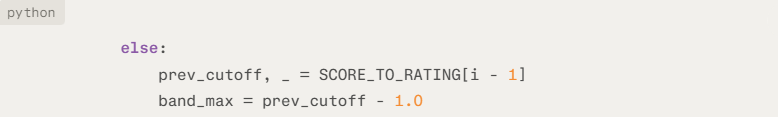 python
else:
prev_cutoff, _ = SCORE_TO_RATING[i - 1]
band_max = prev_cutoff - 1.0